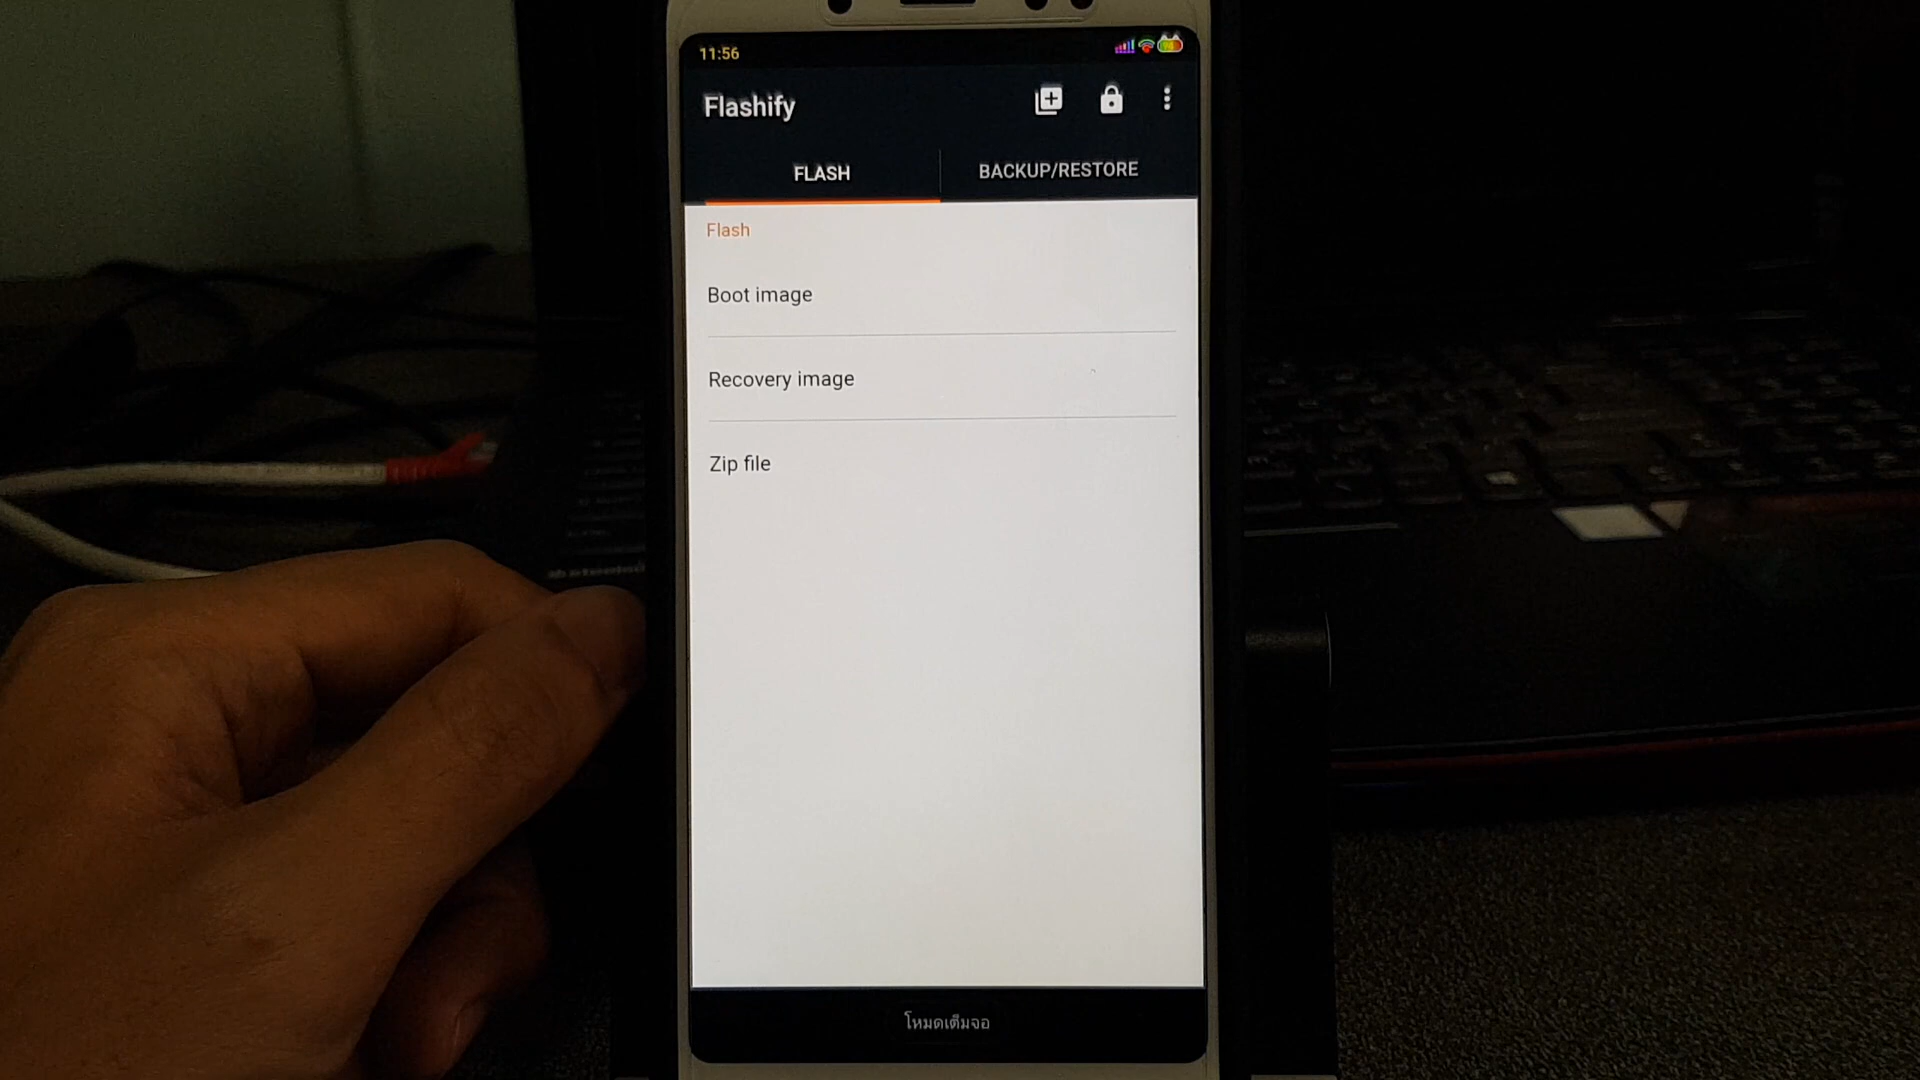 11:56
Flashify
FLASH
BACKUP/RESTORE
Flash
Boot image
Recovery image
Zip file
โหมดเต็มจอ